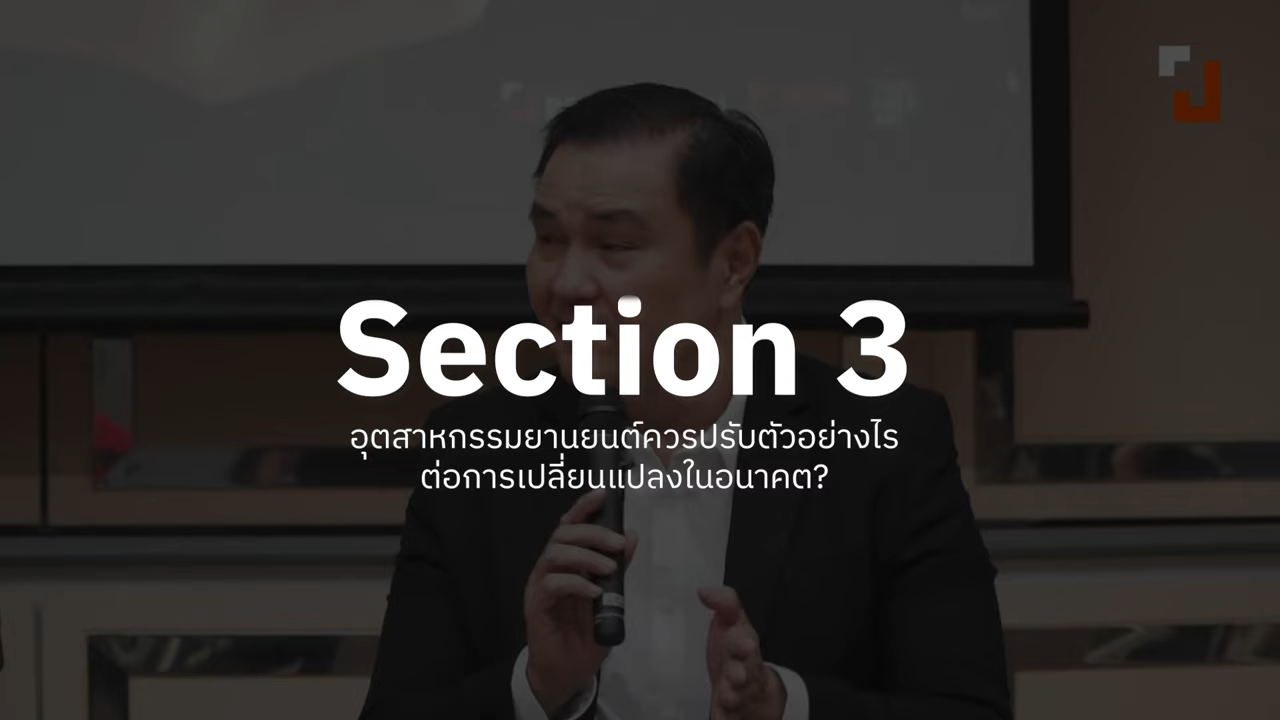 Section 3
อุตสาหกรรมยานยนต์ควรปรับตัวอย่างไร
ต่อการเปลี่ยนแปลงในอนาคต?